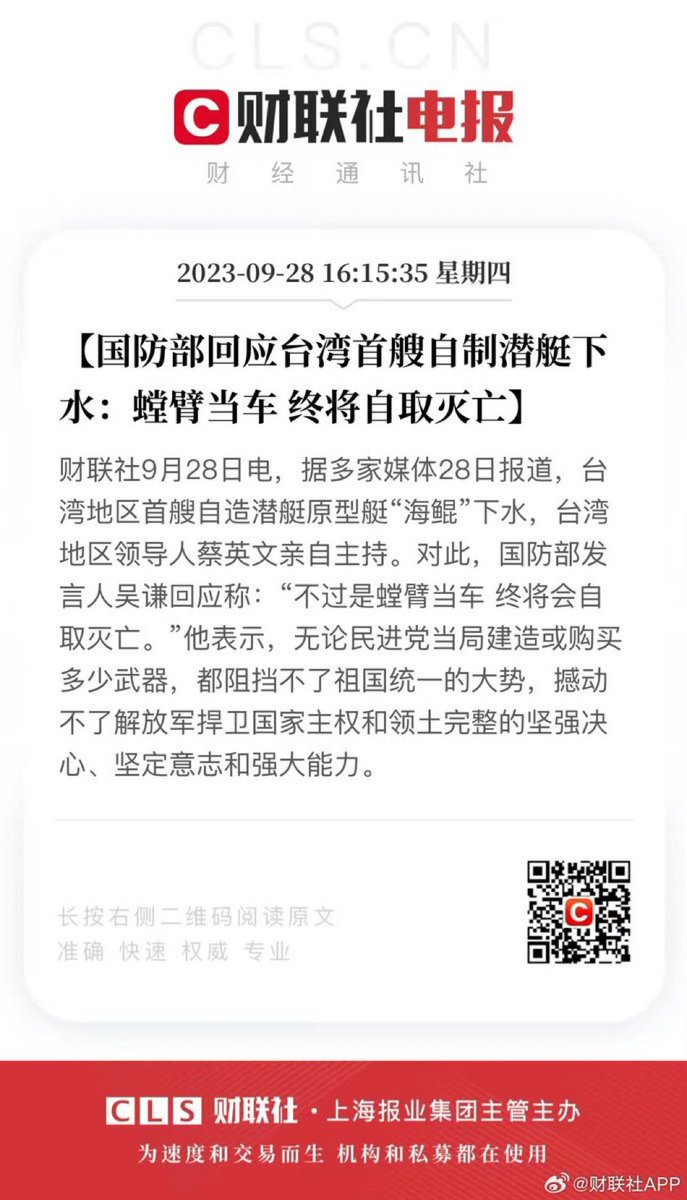 CLS.CN
C 财联社电报
财经通讯社
2023-09-28 16:15:35 星期四
【国防部回应台湾首艘自制潜艇下
水：螳臂当车 终将自取灭亡】
财联社9月28日电，据多家媒体28日报道，台
湾地区首艘自造潜艇原型艇“海鲲”下水，台湾
地区领导人蔡英文亲自主持。对此，国防部发
言人吴谦回应称：“不过是螳臂当车 终将会自
取灭亡。”他表示，无论民进党当局建造或购买
多少武器，都阻挡不了祖国统一的大势，撼动
不了解放军捍卫国家主权和领土完整的坚强决
心、坚定意志和强大能力。
长按右侧二维码阅读原文
准确 快速 权威 专业
C
CLS 财联社·上海报业集团主管主办
为速度和交易而生 机构和私募都在使用
@财联社APP